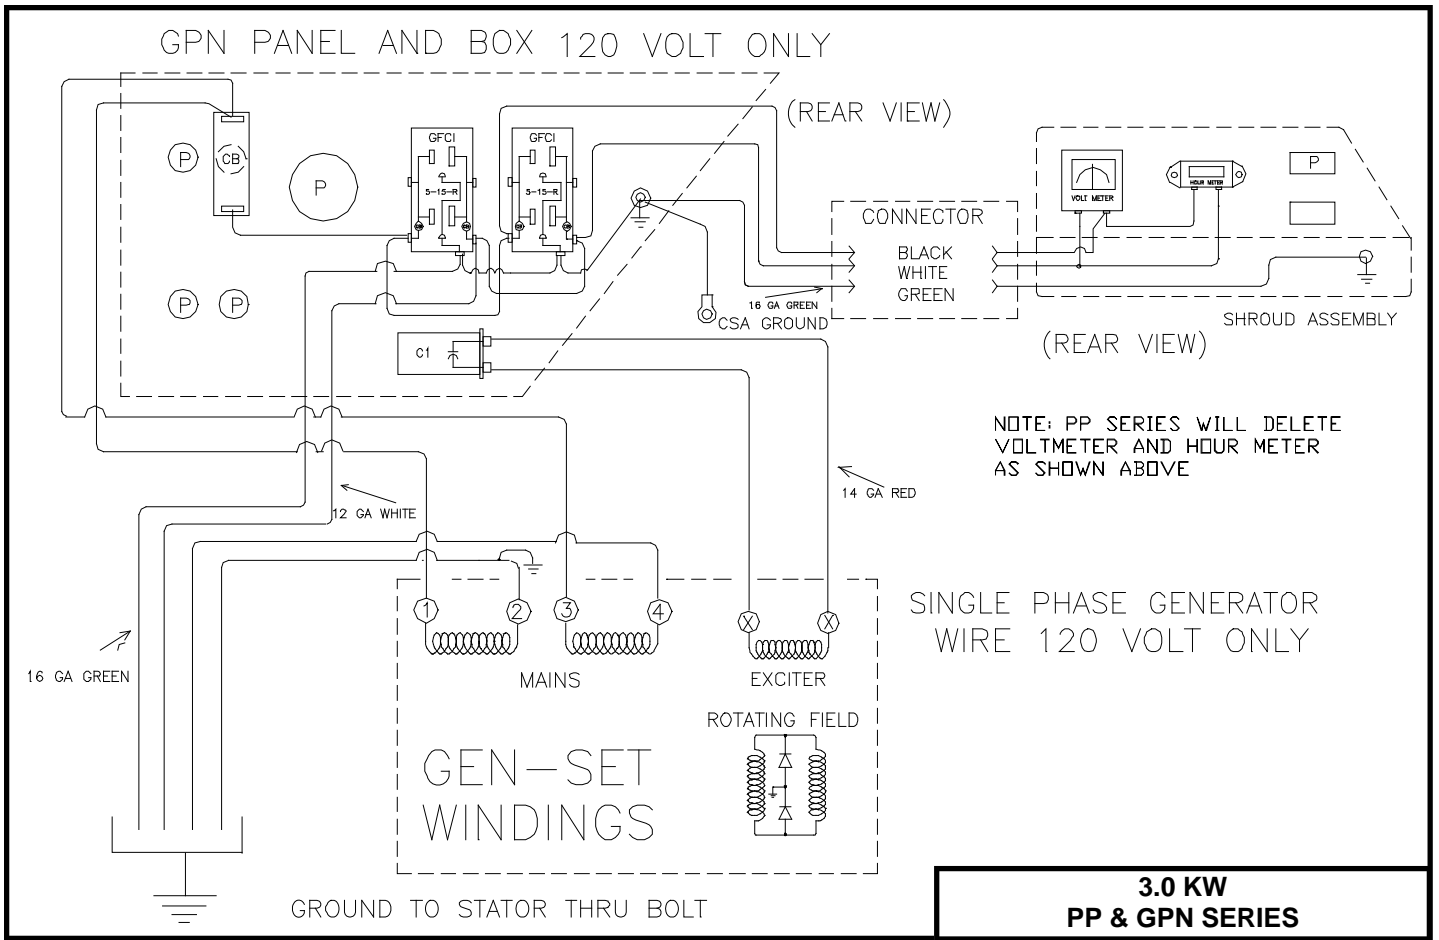 GPN PANEL AND BOX 120 VOLT ONLY
(REAR VIEW)
P
CB
P
GFCI
5-15-R
GFCI
5-15-R
P
P
C1
CSA GROUND
16 GA GREEN
CONNECTOR
BLACK
WHITE
GREEN
VOLT METER
HOUR METER
P
SHROUD ASSEMBLY
(REAR VIEW)
NOTE: PP SERIES WILL DELETE
VOLTMETER AND HOUR METER
AS SHOWN ABOVE
14 GA RED
12 GA WHITE
16 GA GREEN
1
2
3
4
X
X
MAINS
EXCITER
SINGLE PHASE GENERATOR
WIRE 120 VOLT ONLY
ROTATING FIELD
GEN-SET
WINDINGS
GROUND TO STATOR THRU BOLT
3.0 KW
PP & GPN SERIES